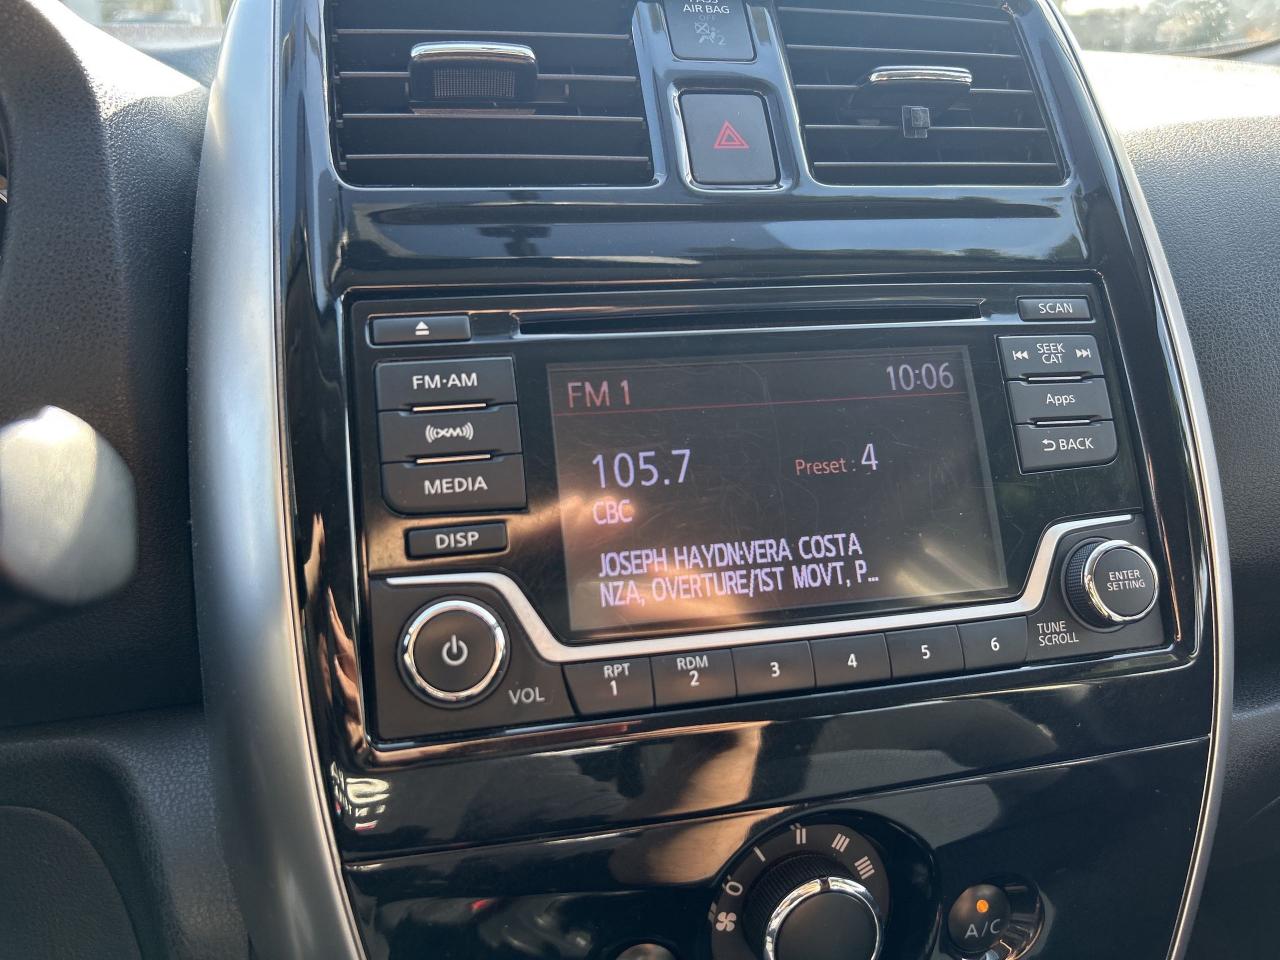 PASS
AIR BAG
OFF
2
SCAN
FM·AM
SEEK
CAT
XM
Apps
MEDIA
BACK
DISP
FM 1 10:06
105.7 Preset : 4
CBC
JOSEPH HAYDN:VERA COSTA
NZA, OVERTURE/1ST MOVT, P...
ENTER
SETTING
TUNE
SCROLL
VOL
RPT
1
RDM
2
3
4
5
6
0
A/C